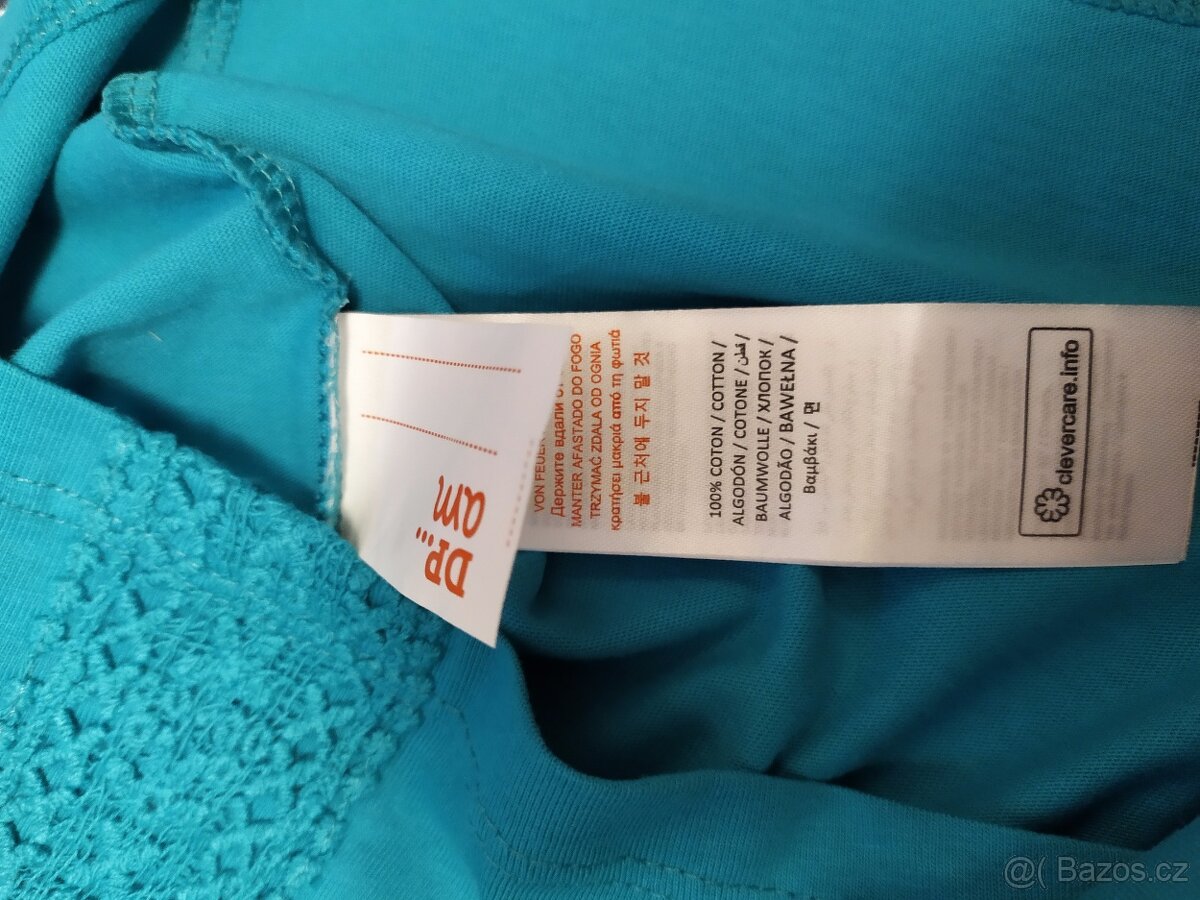 DP...
am
VON FEUER
Держите вдали от
MANTER AFASTADO DO FOGO
TRZYMAĆ ZDALA OD OGNIA
κρατήσει μακριά από τη φωτιά
불 근처에 두지 말 것
100% COTON / COTTON /
ALGODÓN / COTONE / قطن /
BAUMWOLLE / ХЛОПОК /
ALGODÃO / BAWEŁNA /
Βαμβάκι / 면
clevercare.info
@( Bazos.cz